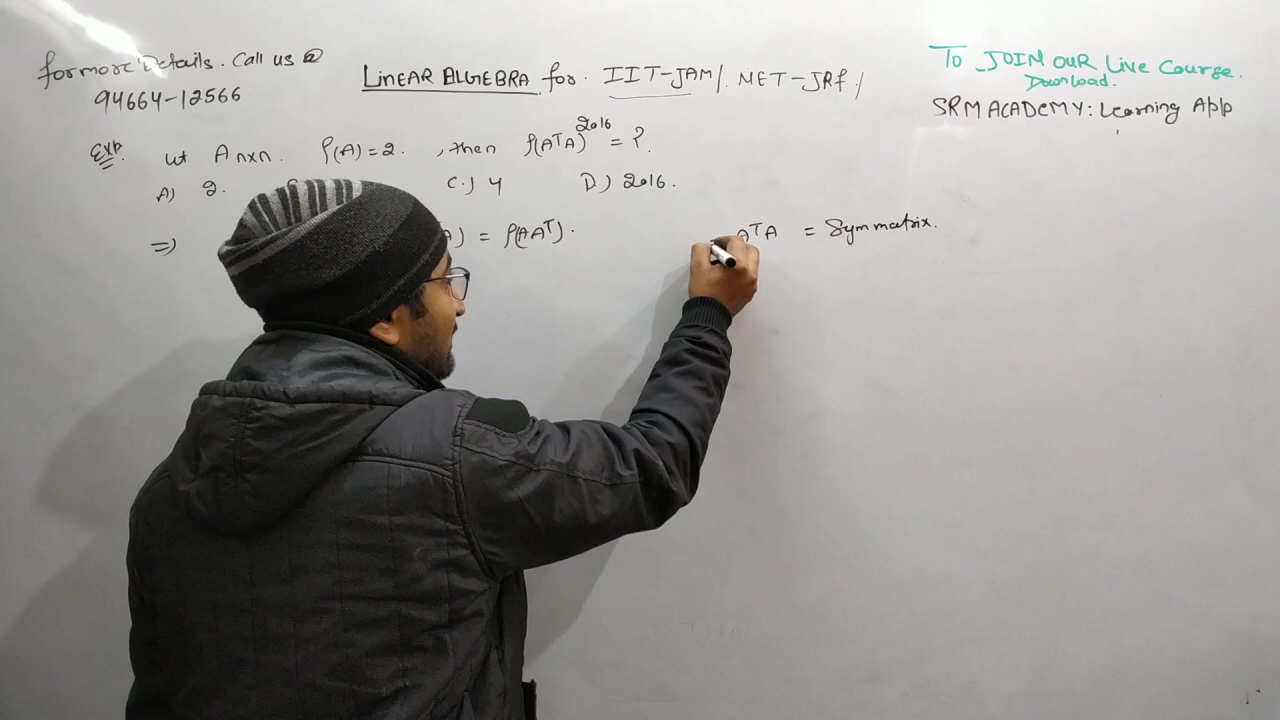 for more Details. Call us @
94664-12566
LINEAR ALGEBRA for IIT-JAM/ NET-JRF/
To JOIN OUR Live Course.
Download.
SRM ACADEMY: Learning App
Exp. Let A n×n. ρ(A)=2. , then ρ(AᵀA)²⁰¹⁶ = ?.
A) 2. C.) 4 D.) 2016.
⇒) A) = ρ(AAᵀ). AᵀA = Symmatrix.